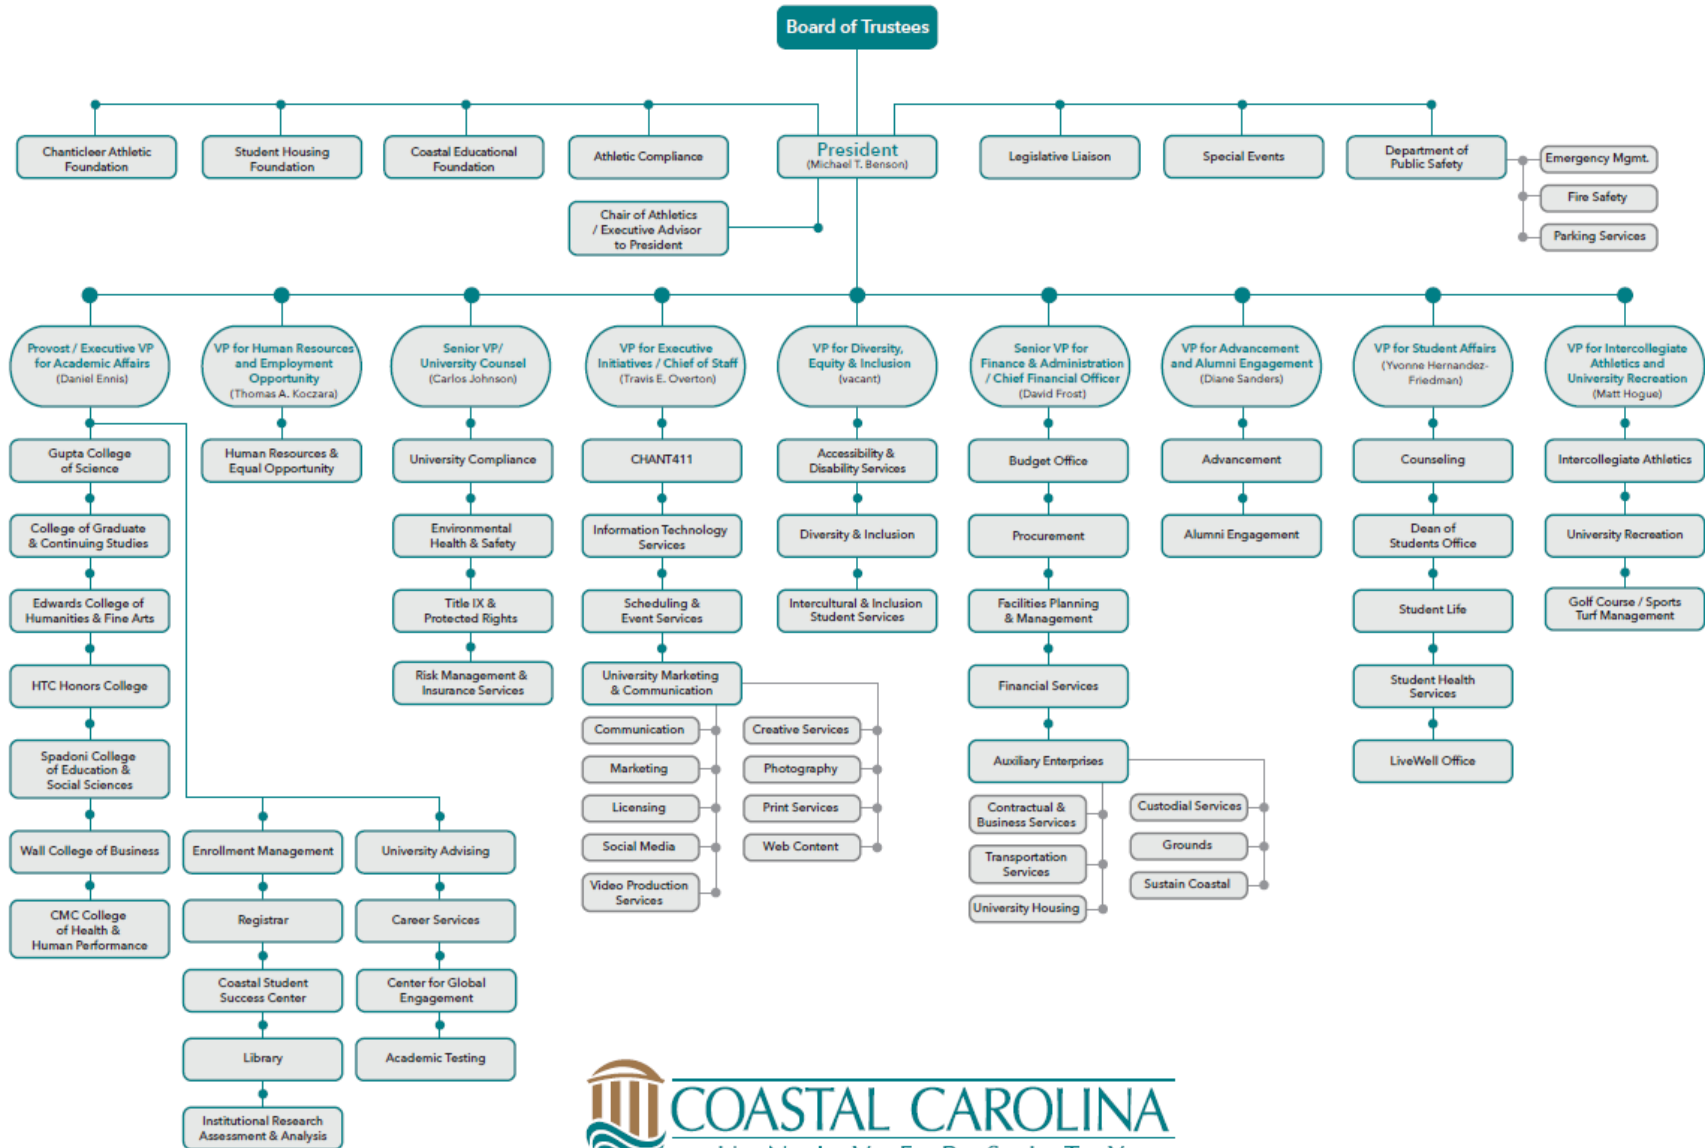 Board of Trustees
Chanticleer Athletic
Foundation
Student Housing
Foundation
Coastal Educational
Foundation
Athletic Compliance
President
(Michael T. Benson)
Legislative Liaison
Special Events
Department of
Public Safety
Emergency Mgmt.
Fire Safety
Parking Services
Chair of Athletics
/ Executive Advisor
to President
Provost / Executive VP
for Academic Affairs
(Daniel Ennis)
VP for Human Resources
and Employment
Opportunity
(Thomas A. Koczara)
Senior VP/
University Counsel
(Carlos Johnson)
VP for Executive
Initiatives / Chief of Staff
(Travis E. Overton)
VP for Diversity,
Equity & Inclusion
(vacant)
Senior VP for
Finance & Administration
/ Chief Financial Officer
(David Frost)
VP for Advancement
and Alumni Engagement
(Diane Sanders)
VP for Student Affairs
(Yvonne Hernandez-
Friedman)
VP for Intercollegiate
Athletics and
University Recreation
(Matt Hogue)
Gupta College
of Science
College of Graduate
& Continuing Studies
Edwards College of
Humanities & Fine Arts
HTC Honors College
Spadoni College
of Education &
Social Sciences
Wall College of Business
CMC College
of Health &
Human Performance
Enrollment Management
Registrar
Coastal Student
Success Center
Library
Institutional Research
Assessment & Analysis
University Advising
Career Services
Center for Global
Engagement
Academic Testing
Human Resources &
Equal Opportunity
University Compliance
Environmental
Health & Safety
Title IX &
Protected Rights
Risk Management &
Insurance Services
CHANT411
Information Technology
Services
Scheduling &
Event Services
University Marketing
& Communication
Communication
Marketing
Licensing
Social Media
Video Production
Services
Creative Services
Photography
Print Services
Web Content
Accessibility &
Disability Services
Diversity & Inclusion
Intercultural & Inclusion
Student Services
Budget Office
Procurement
Facilities Planning
& Management
Financial Services
Auxiliary Enterprises
Contractual &
Business Services
Transportation
Services
University Housing
Custodial Services
Grounds
Sustain Coastal
Advancement
Alumni Engagement
Counseling
Dean of
Students Office
Student Life
Student Health
Services
LiveWell Office
Intercollegiate Athletics
University Recreation
Golf Course / Sports
Turf Management
COASTAL CAROLINA